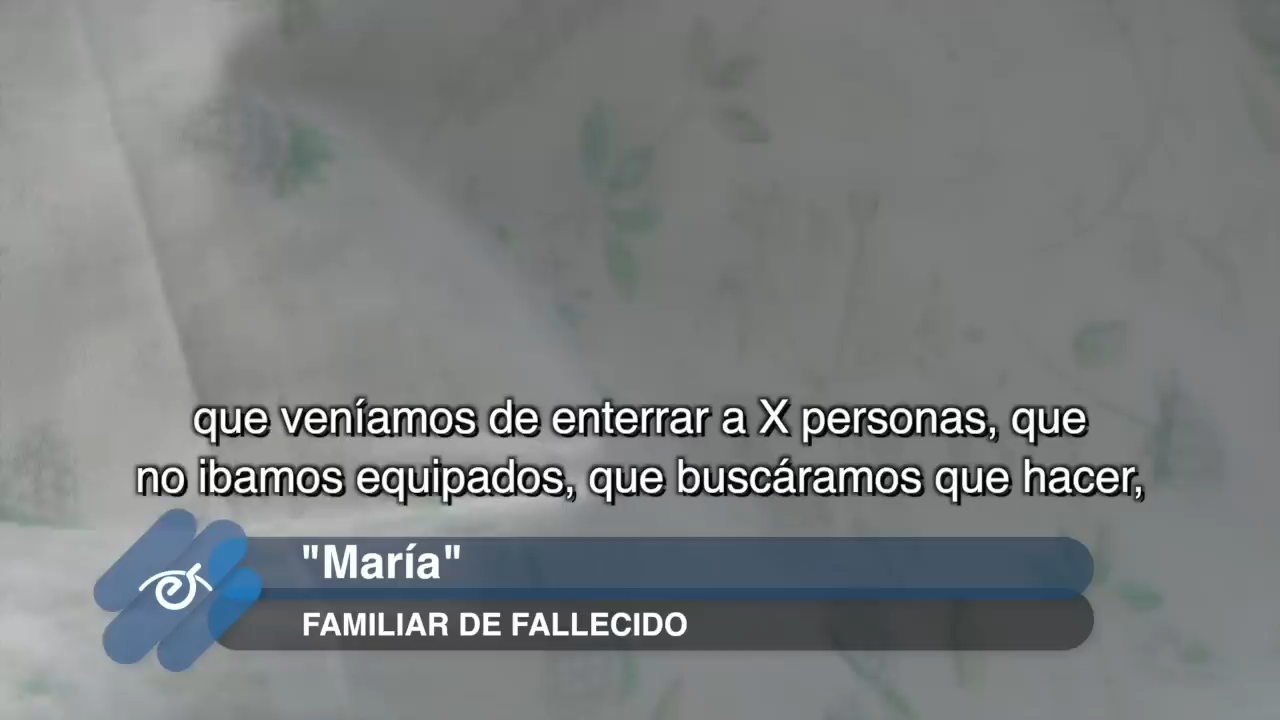 que veníamos de enterrar a X personas, que
no ibamos equipados, que buscáramos que hacer,
"María"
FAMILIAR DE FALLECIDO